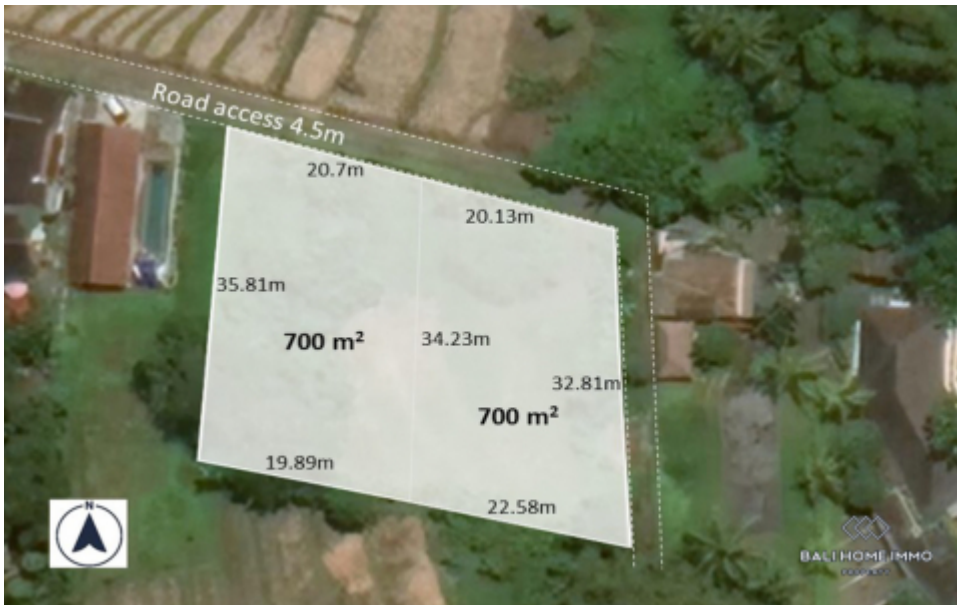 Road access 4.5m
20.7m
20.13m
35.81m
700 m²
34.23m
32.81m
700 m²
19.89m
22.58m
N
BALI HOME IMMO
PROPERTY